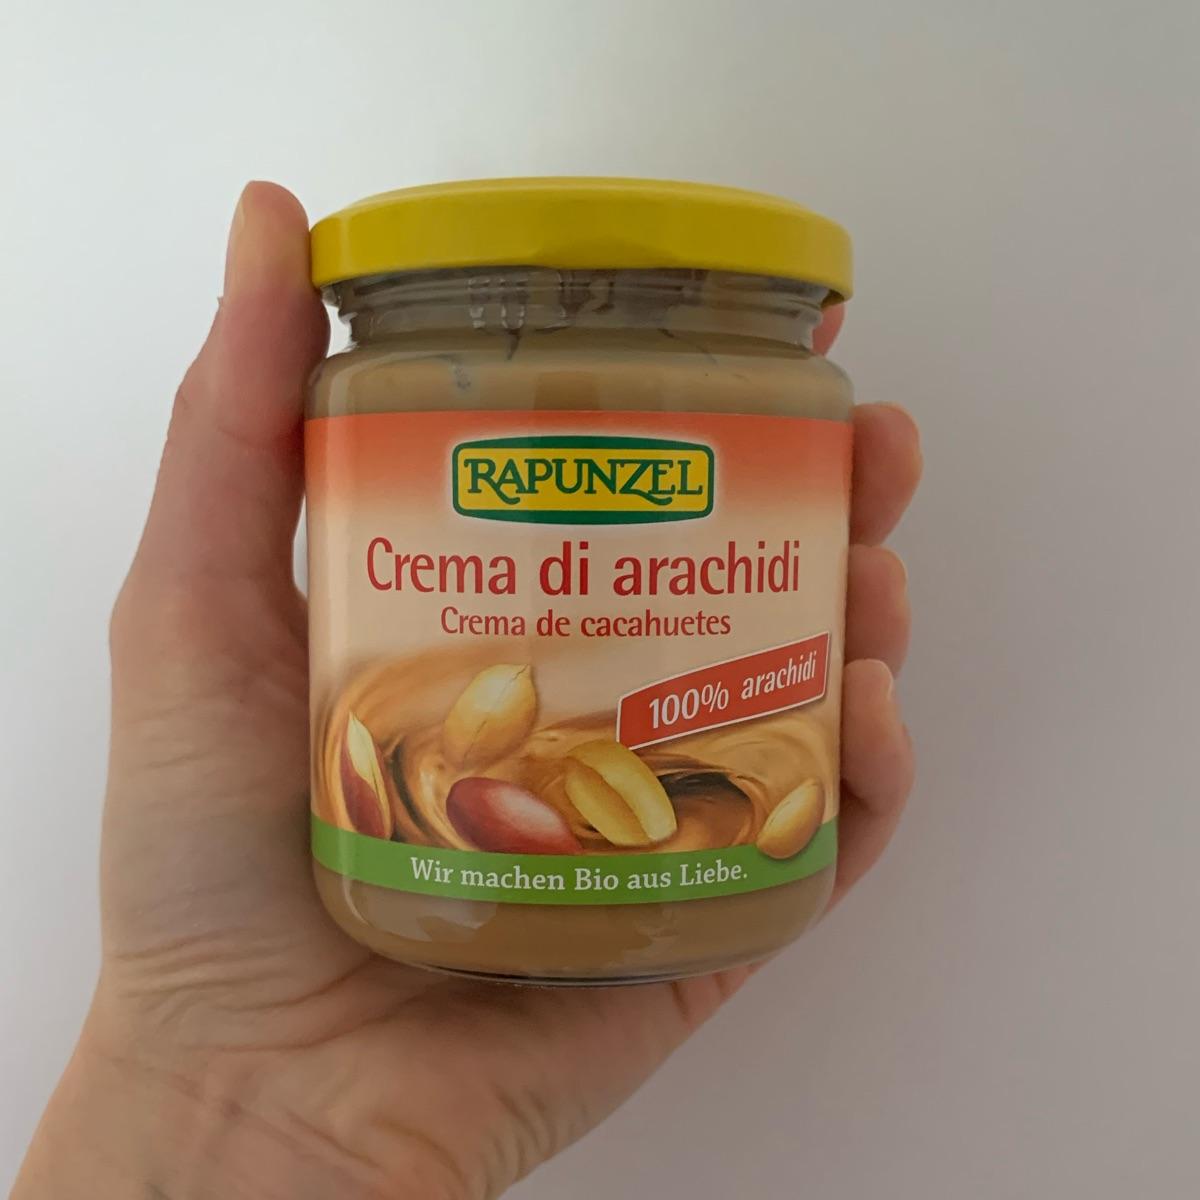 RAPUNZEL
Crema di arachidi
Crema de cacahuetes
100% arachidi
Wir machen Bio aus Liebe.